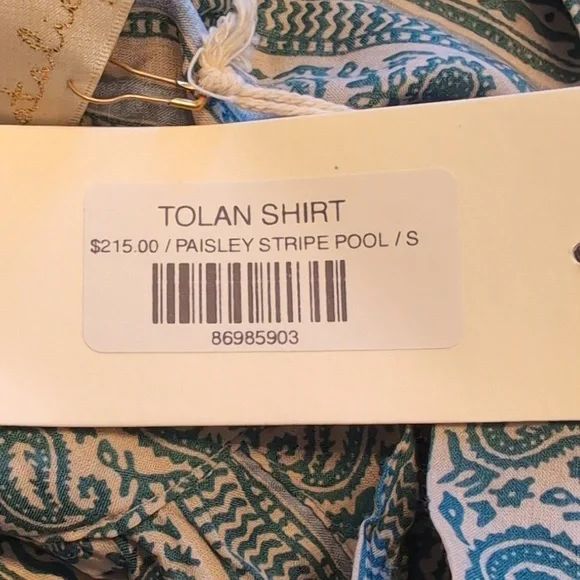 TOLAN SHIRT
$215.00 / PAISLEY STRIPE POOL / S
86985903